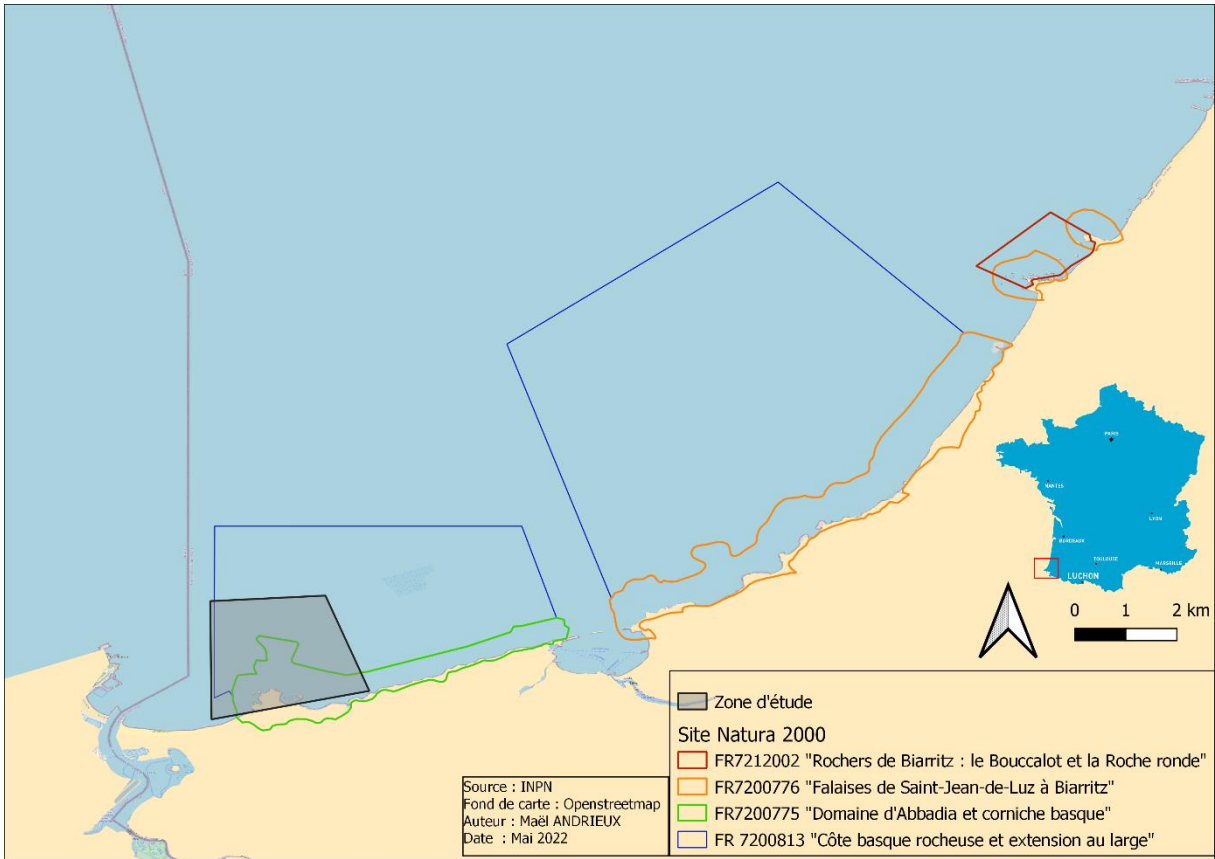 PARIS
NANTES
LYON
BORDEAUX
TOULOUSE
MARSEILLE
LUCHON
0 1 2 km
Zone d'étude
Site Natura 2000
FR7212002 "Rochers de Biarritz : le Bouccalot et la Roche ronde"
FR7200776 "Falaises de Saint-Jean-de-Luz à Biarritz"
FR7200775 "Domaine d'Abbadia et corniche basque"
FR 7200813 "Côte basque rocheuse et extension au large"
Source : INPN
Fond de carte : Openstreetmap
Auteur : Maël ANDRIEUX
Date : Mai 2022